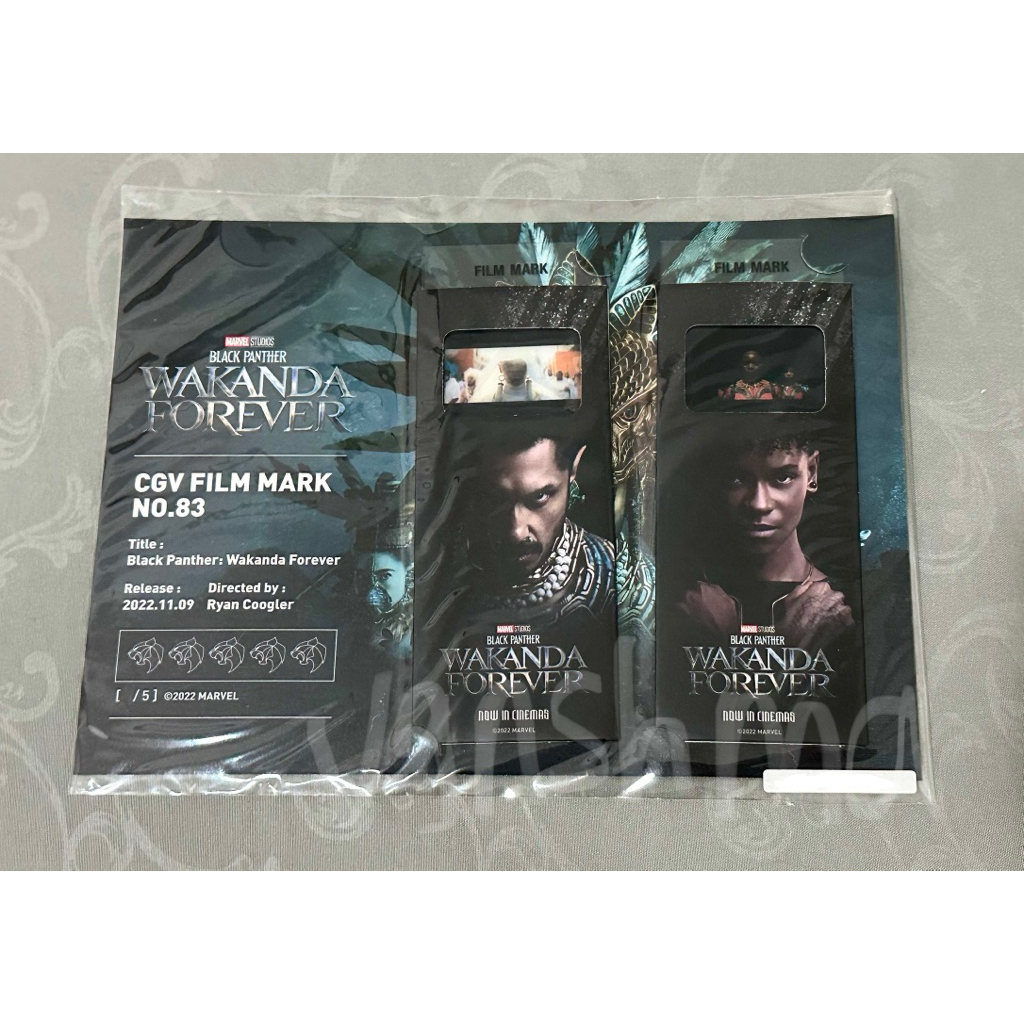 MARVEL STUDIOS
BLACK PANTHER
WAKANDA
FOREVER
CGV FILM MARK
NO.83
Title :
Black Panther: Wakanda Forever
Release : Directed by :
2022.11.09 Ryan Coogler
[ /5] ©2022 MARVEL
FILM MARK
MARVEL STUDIOS
BLACK PANTHER
WAKANDA
FOREVER
NOW IN CINEMAS
©2022 MARVEL
FILM MARK
MARVEL STUDIOS
BLACK PANTHER
WAKANDA
FOREVER
NOW IN CINEMAS
©2022 MARVEL